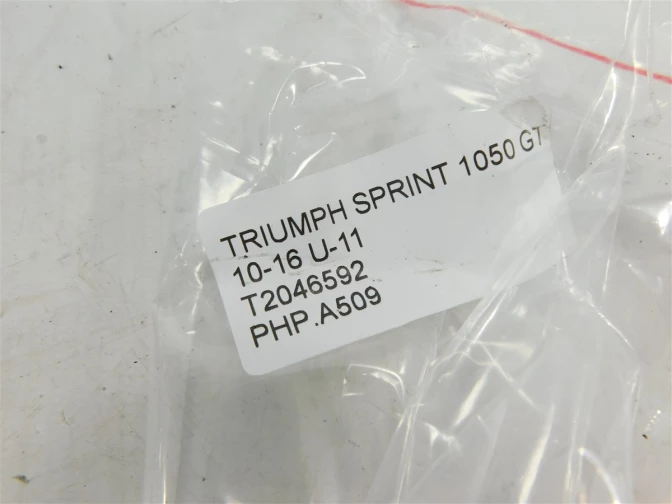 TRIUMPH SPRINT 1050 GT
10-16 U-11
T2046592
PHP.A509